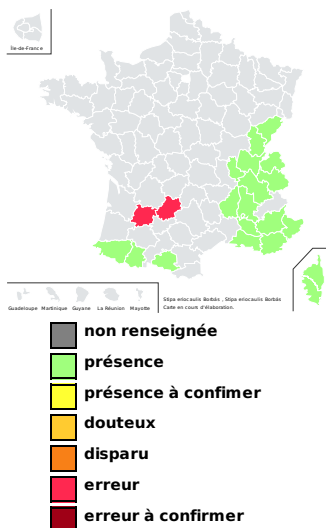 Île-de-France
Guadeloupe Martinique Guyane La Réunion Mayotte
Stipa eriocaulis Borbás , Stipa eriocaulis Borbás
Carte en cours d'élaboration.
non renseignée
présence
présence à confimer
douteux
disparu
erreur
erreur à confirmer